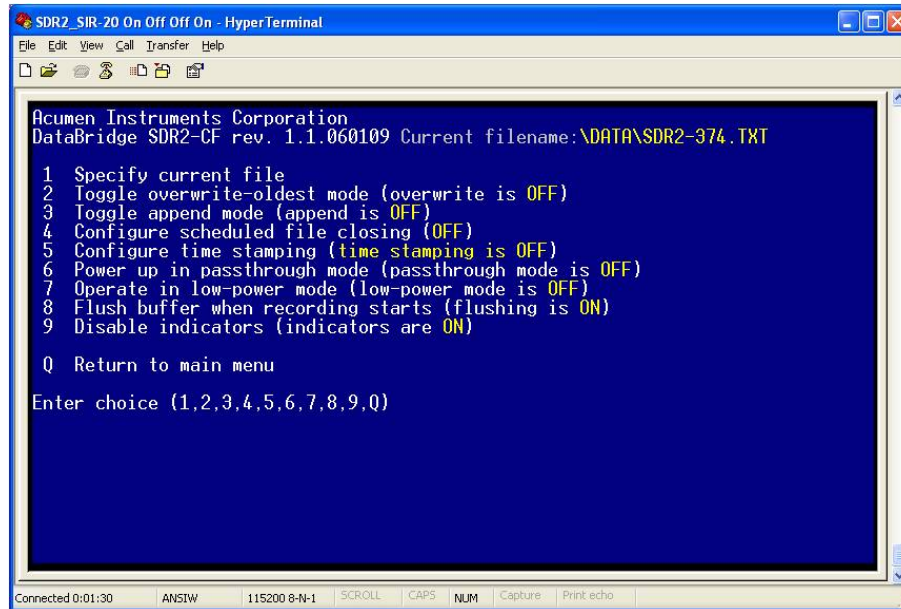 SDR2_SIR-20 On Off Off On - HyperTerminal
File Edit View Call Transfer Help
Acumen Instruments Corporation
DataBridge SDR2-CF rev. 1.1.060109 Current filename:\DATA\SDR2-374.TXT
1 Specify current file
2 Toggle overwrite-oldest mode (overwrite is OFF)
3 Toggle append mode (append is OFF)
4 Configure scheduled file closing (OFF)
5 Configure time stamping (time stamping is OFF)
6 Power up in passthrough mode (passthrough mode is OFF)
7 Operate in low-power mode (low-power mode is OFF)
8 Flush buffer when recording starts (flushing is ON)
9 Disable indicators (indicators are ON)
Q Return to main menu
Enter choice (1,2,3,4,5,6,7,8,9,Q)
Connected 0:01:30 ANSIW 115200 8-N-1 SCROLL CAPS NUM Capture Print echo